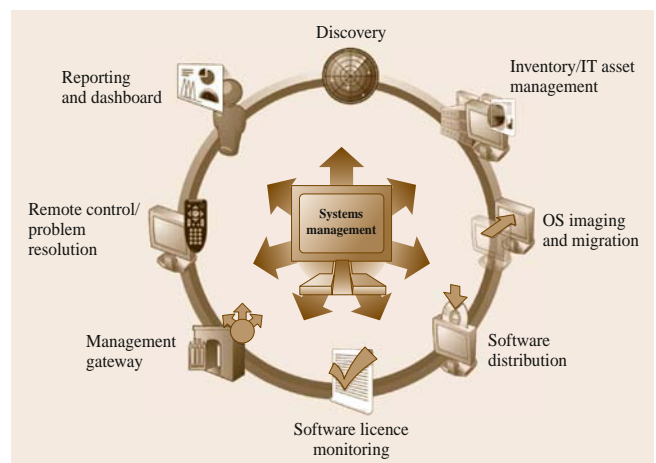 Discovery
Inventory/IT asset
management
OS imaging
and migration
Software
distribution
Software licence
monitoring
Management
gateway
Remote control/
problem
resolution
Reporting
and dashboard
Systems
management